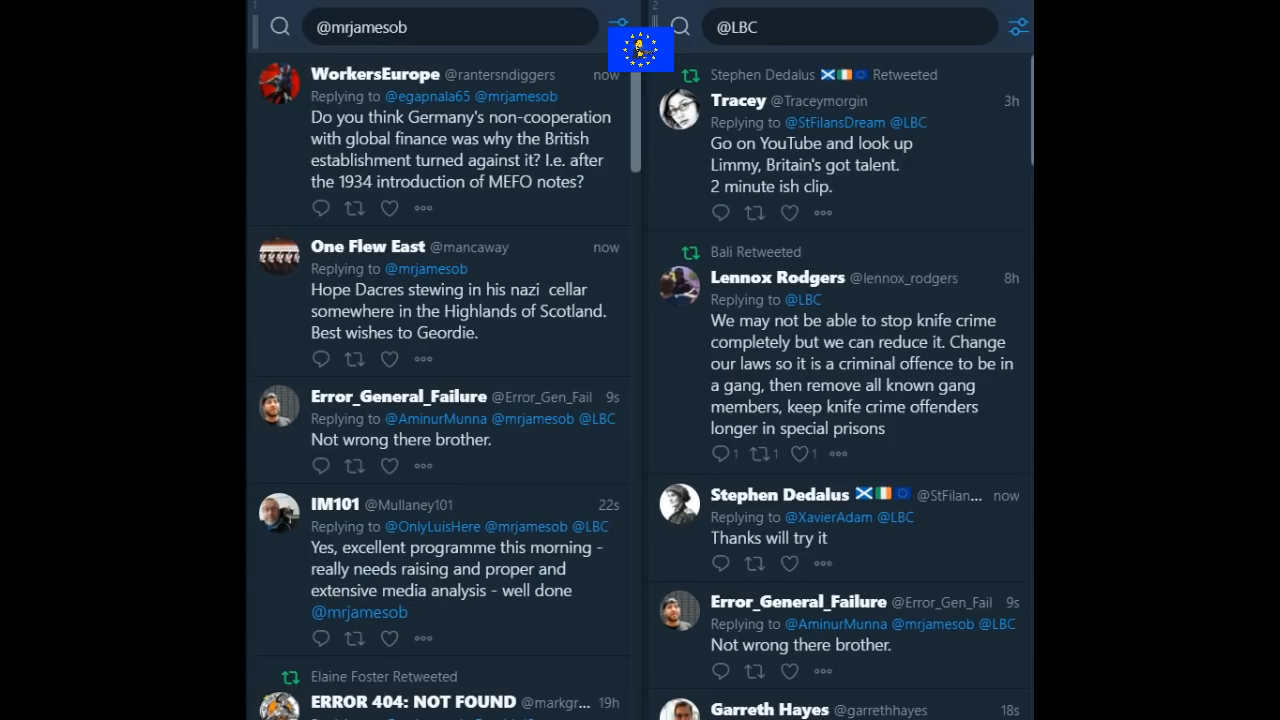 1
@mrjamesob
WorkersEurope @rantersndiggers now
Replying to @egapnala65 @mrjamesob
Do you think Germany's non-cooperation
with global finance was why the British
establishment turned against it? I.e. after
the 1934 introduction of MEFO notes?
One Flew East @mancaway now
Replying to @mrjamesob
Hope Dacres stewing in his nazi cellar
somewhere in the Highlands of Scotland.
Best wishes to Geordie.
Error_General_Failure @Error_Gen_Fail 9s
Replying to @AminurMunna @mrjamesob @LBC
Not wrong there brother.
IM101 @Mullaney101 22s
Replying to @OnlyLuisHere @mrjamesob @LBC
Yes, excellent programme this morning -
really needs raising and proper and
extensive media analysis - well done
@mrjamesob
Elaine Foster Retweeted
ERROR 404: NOT FOUND @markgr... 19h
2
@LBC
Stephen Dedalus Retweeted
Tracey @Traceymorgin 3h
Replying to @StFilansDream @LBC
Go on YouTube and look up
Limmy, Britain's got talent.
2 minute ish clip.
Bali Retweeted
Lennox Rodgers @lennox_rodgers 8h
Replying to @LBC
We may not be able to stop knife crime
completely but we can reduce it. Change
our laws so it is a criminal offence to be in
a gang, then remove all known gang
members, keep knife crime offenders
longer in special prisons
1 1 1
Stephen Dedalus @StFilan... now
Replying to @XavierAdam @LBC
Thanks will try it
Error_General_Failure @Error_Gen_Fail 9s
Replying to @AminurMunna @mrjamesob @LBC
Not wrong there brother.
Garreth Hayes @garrethhayes 18s